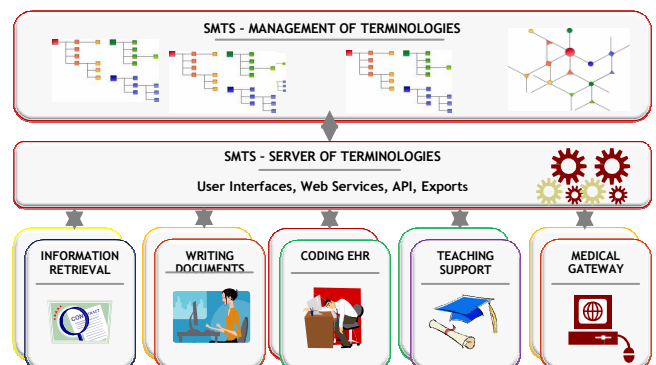 SMTS - MANAGEMENT OF TERMINOLOGIES
SMTS - SERVER OF TERMINOLOGIES
User Interfaces, Web Services, API, Exports
INFORMATION
RETRIEVAL
WRITING
DOCUMENTS
CODING EHR
TEACHING
SUPPORT
MEDICAL
GATEWAY